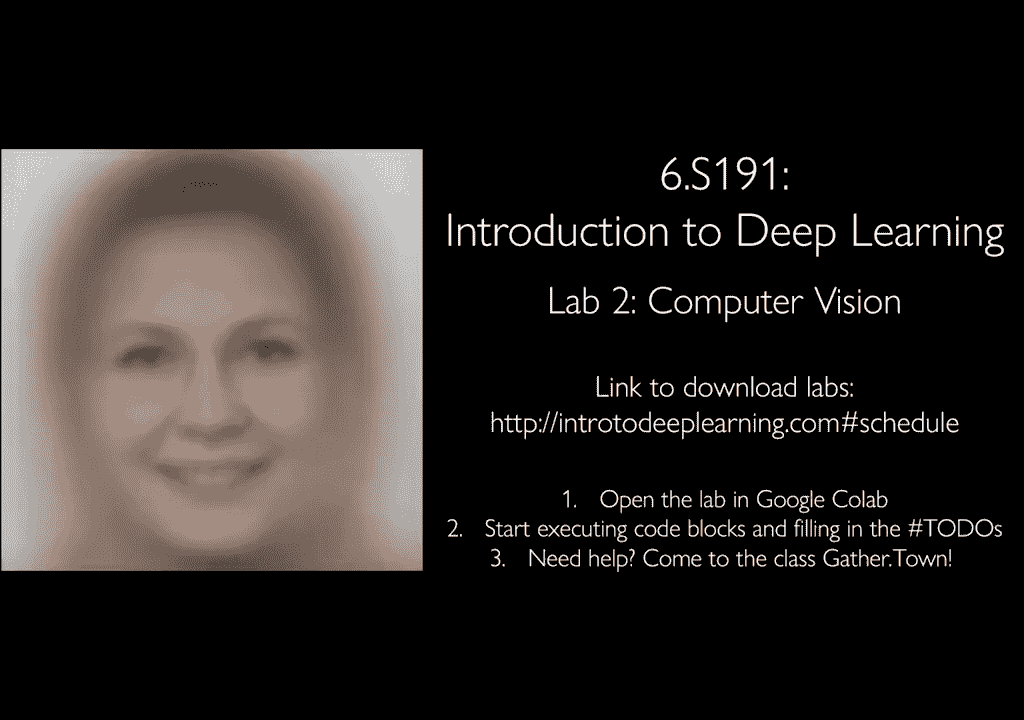 6.S191:
Introduction to Deep Learning
Lab 2: Computer Vision
Link to download labs:
http://introtodeeplearning.com#schedule
1. Open the lab in Google Colab
2. Start executing code blocks and filling in the #TODOs
3. Need help? Come to the class Gather.Town!